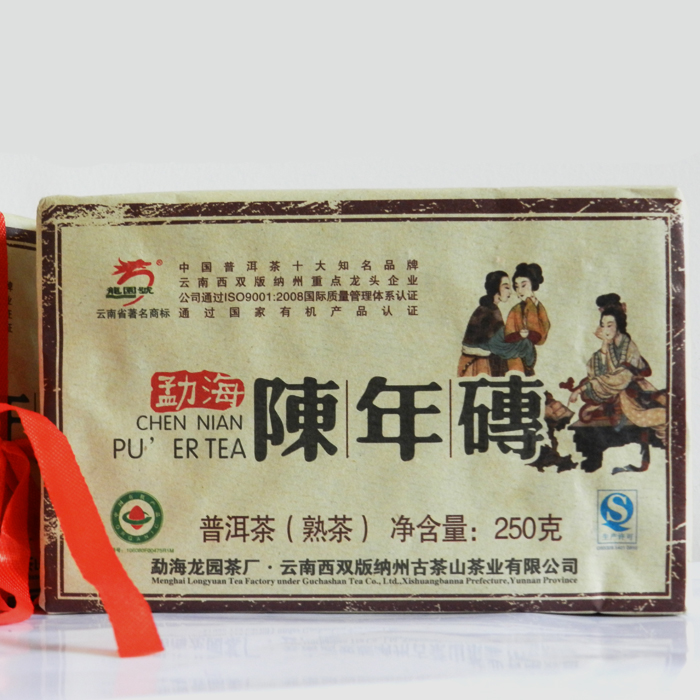 龍園號®
云南省著名商标
中国普洱茶十大知名品牌
云南西双版纳州重点龙头企业
公司通过ISO9001:2008国际质量管理体系认证
通过国家有机产品认证
勐海
CHEN NIAN
PU'ER TEA
陳年磚
普洱茶（熟茶） 净含量：250克
生产许可
勐海龙园茶厂·云南西双版纳州古茶山茶业有限公司
Menghai Longyuan Tea Factory under Guchashan Tea Co., Ltd.,Xishuangbanna Prefecture,Yunnan Province